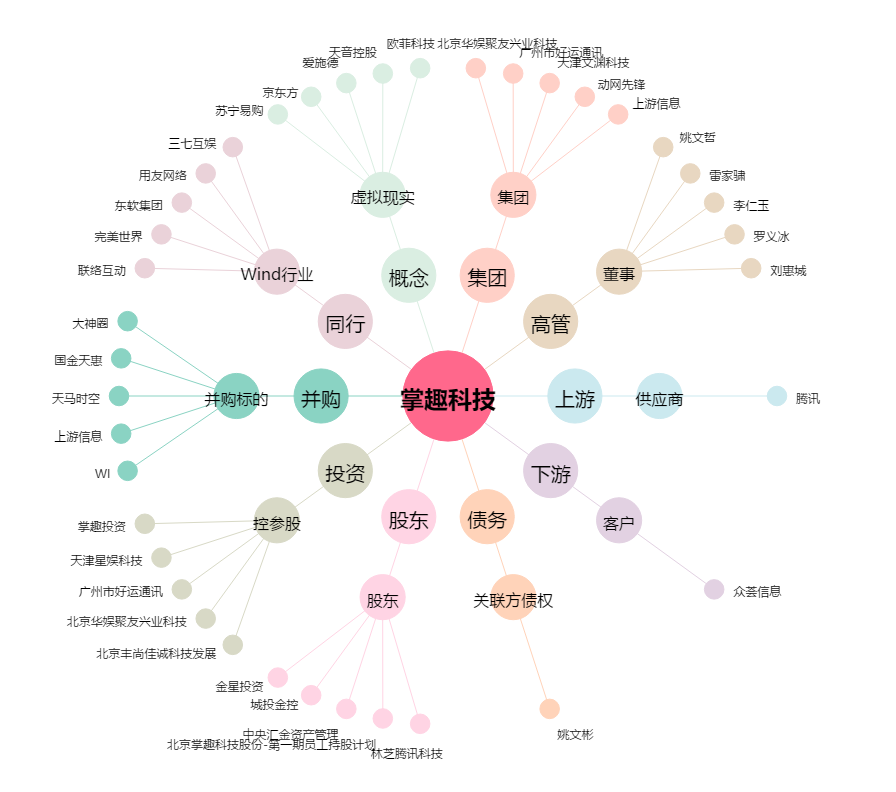 欧菲科技
北京华娱聚友兴业科技
天音控股
广州市好运通讯
爱施德
天津文渊科技
京东方
动网先锋
苏宁易购
上游信息
三七互娱
姚文哲
用友网络
虚拟现实
集团
雷家骕
东软集团
李仁玉
完美世界
罗义冰
联络互动
Wind行业
概念
集团
董事
刘惠城
大神圈
同行
高管
国金天惠
天马时空
并购标的
并购
掌趣科技
上游
供应商
腾讯
上游信息
WI
投资
下游
掌趣投资
控参股
股东
债务
客户
天津星娱科技
广州市好运通讯
众荟信息
北京华娱聚友兴业科技
股东
关联方债权
北京丰尚佳诚科技发展
金星投资
城投金控
中央汇金资产管理
姚文彬
北京掌趣科技股份-第一期员工持股计划
林芝腾讯科技